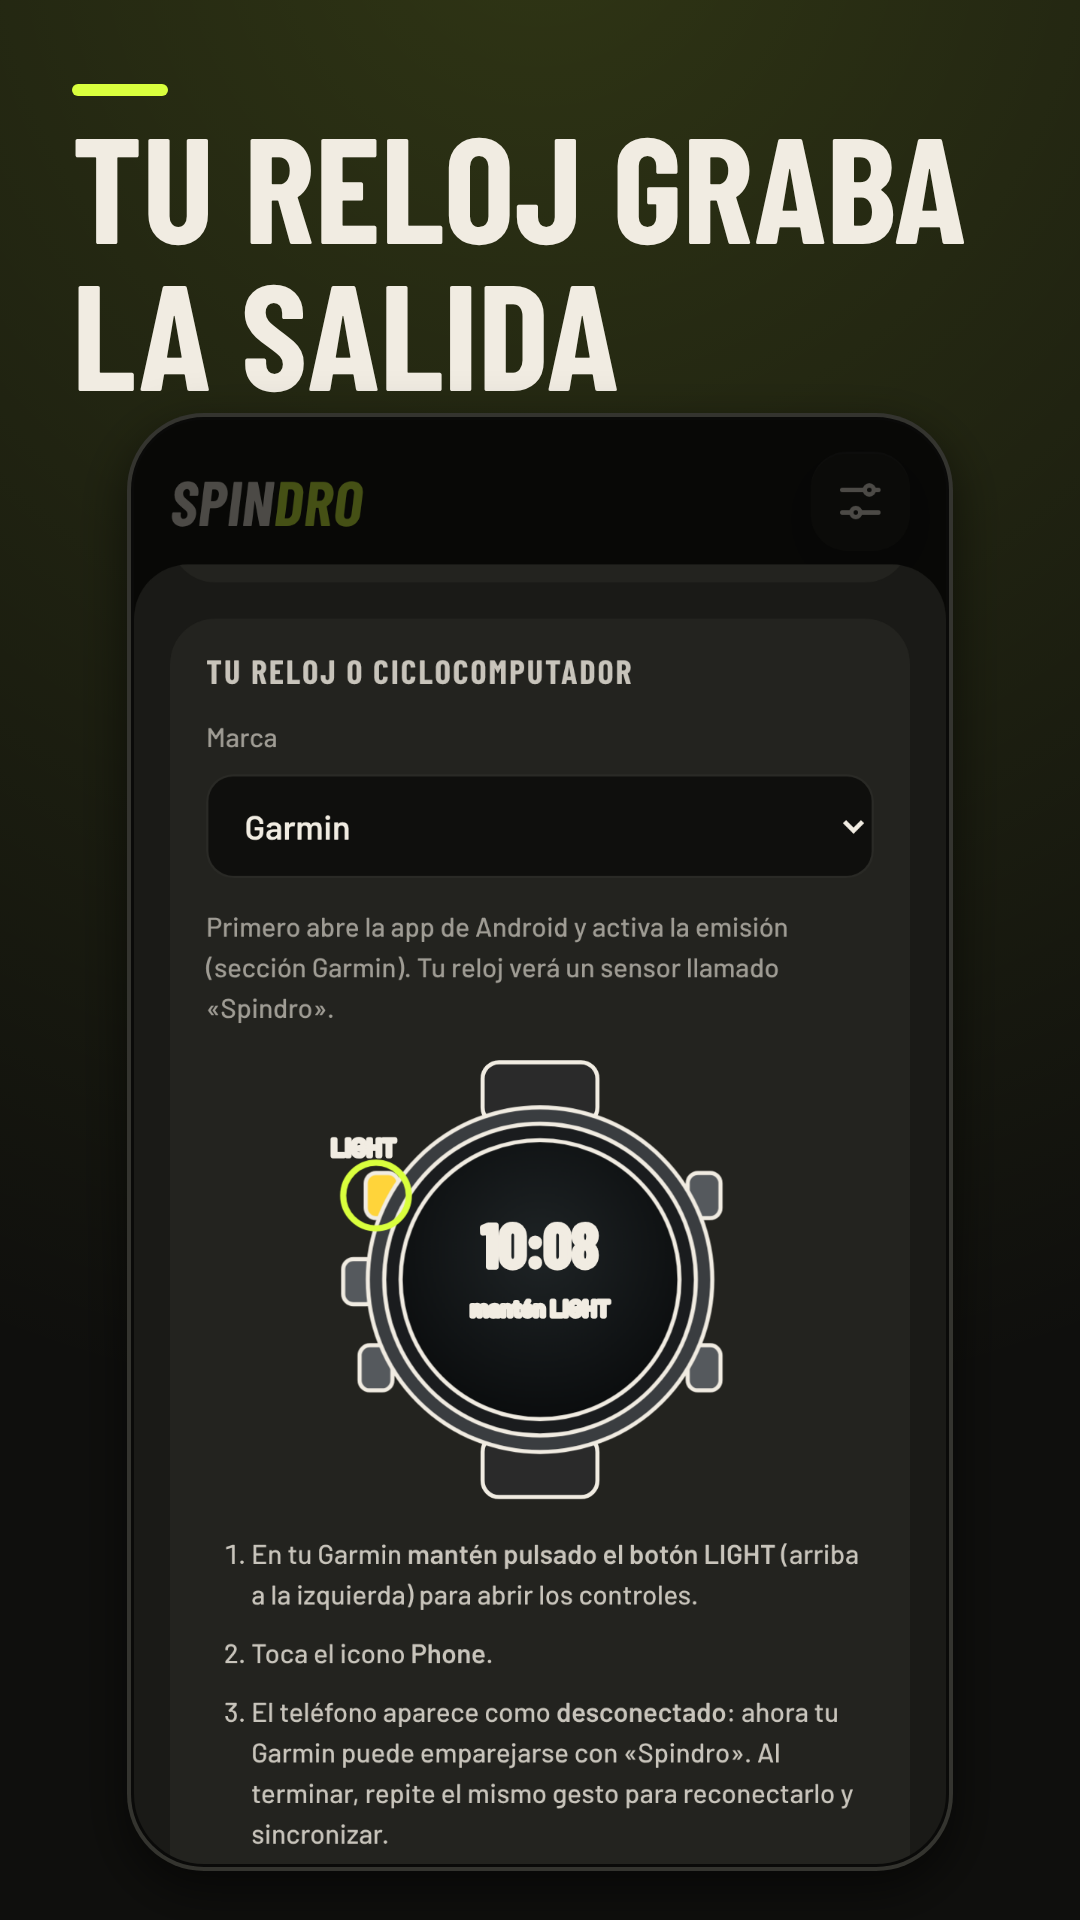 TU RELOJ GRABA
LA SALIDA
SPINDRO
TU RELOJ O CICLOCOMPUTADOR
Marca
Garmin
Primero abre la app de Android y activa la emisión
(sección Garmin). Tu reloj verá un sensor llamado
«Spindro».
LIGHT
10:08
mantén LIGHT
1. En tu Garmin mantén pulsado el botón LIGHT (arriba
a la izquierda) para abrir los controles.
2. Toca el icono Phone.
3. El teléfono aparece como desconectado: ahora tu
Garmin puede emparejarse con «Spindro». Al
terminar, repite el mismo gesto para reconectarlo y
sincronizar.